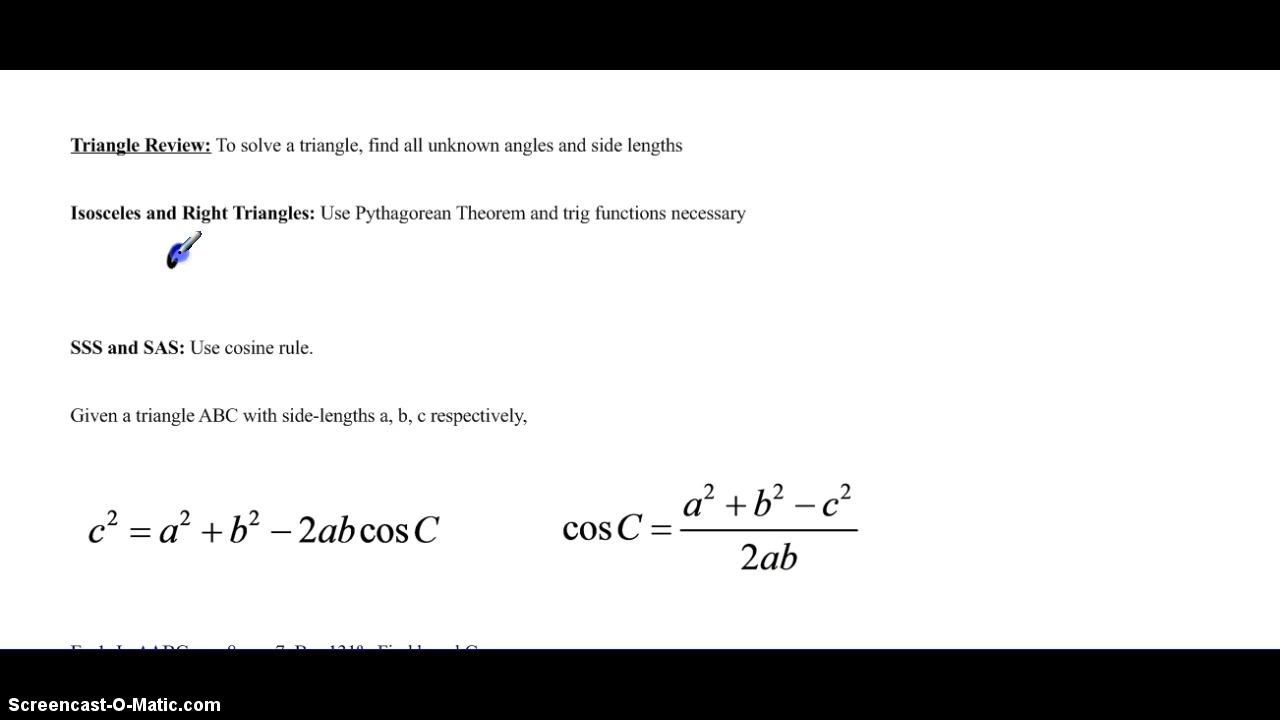 Triangle Review: To solve a triangle, find all unknown angles and side lengths
Isosceles and Right Triangles: Use Pythagorean Theorem and trig functions necessary
SSS and SAS: Use cosine rule.
Given a triangle ABC with side-lengths a, b, c respectively,
c² = a² + b² − 2ab cos C
cos C = (a² + b² − c²) / 2ab
Screencast-O-Matic.com